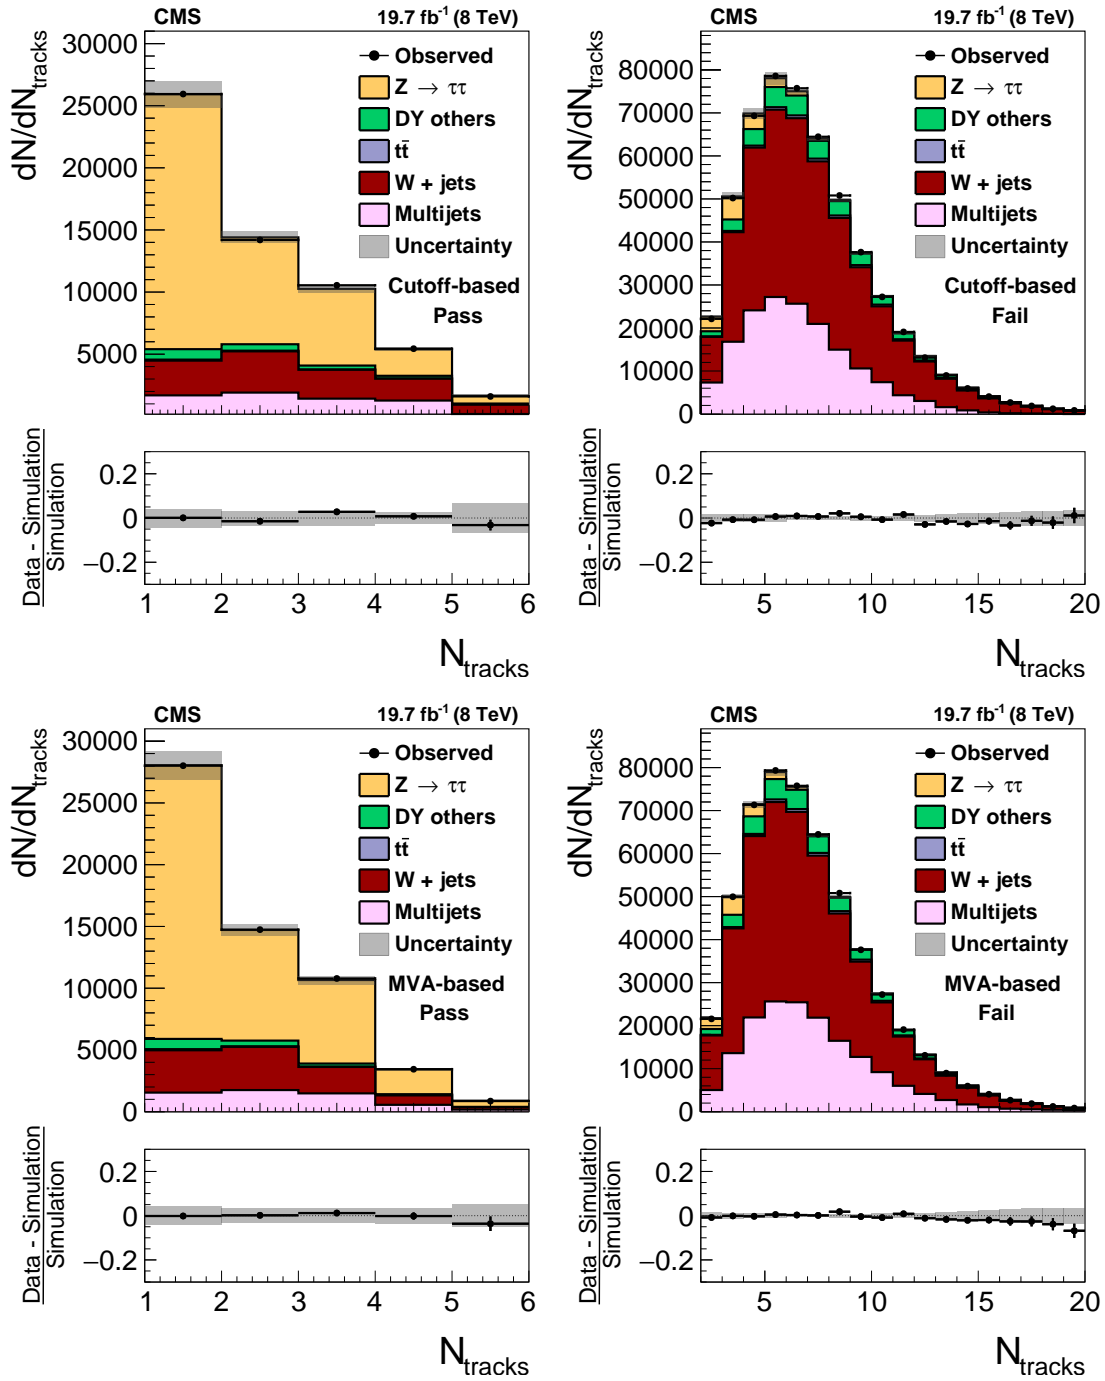 CMS 19.7 fb⁻¹ (8 TeV)
dN/dN_tracks
30000
25000
20000
15000
10000
5000
Observed
Z → ττ
DY others
tt̄
W + jets
Multijets
Uncertainty
Cutoff-based
Pass
Data - Simulation
Simulation
0.2
0
−0.2
1 2 3 4 5 6
N_tracks
CMS 19.7 fb⁻¹ (8 TeV)
dN/dN_tracks
80000
70000
60000
50000
40000
30000
20000
10000
0
Observed
Z → ττ
DY others
tt̄
W + jets
Multijets
Uncertainty
Cutoff-based
Fail
Data - Simulation
Simulation
0.2
0
−0.2
5 10 15 20
N_tracks
CMS 19.7 fb⁻¹ (8 TeV)
dN/dN_tracks
30000
25000
20000
15000
10000
5000
0
Observed
Z → ττ
DY others
tt̄
W + jets
Multijets
Uncertainty
MVA-based
Pass
Data - Simulation
Simulation
0.2
0
−0.2
1 2 3 4 5 6
N_tracks
CMS 19.7 fb⁻¹ (8 TeV)
dN/dN_tracks
80000
70000
60000
50000
40000
30000
20000
10000
0
Observed
Z → ττ
DY others
tt̄
W + jets
Multijets
Uncertainty
MVA-based
Fail
Data - Simulation
Simulation
0.2
0
−0.2
5 10 15 20
N_tracks